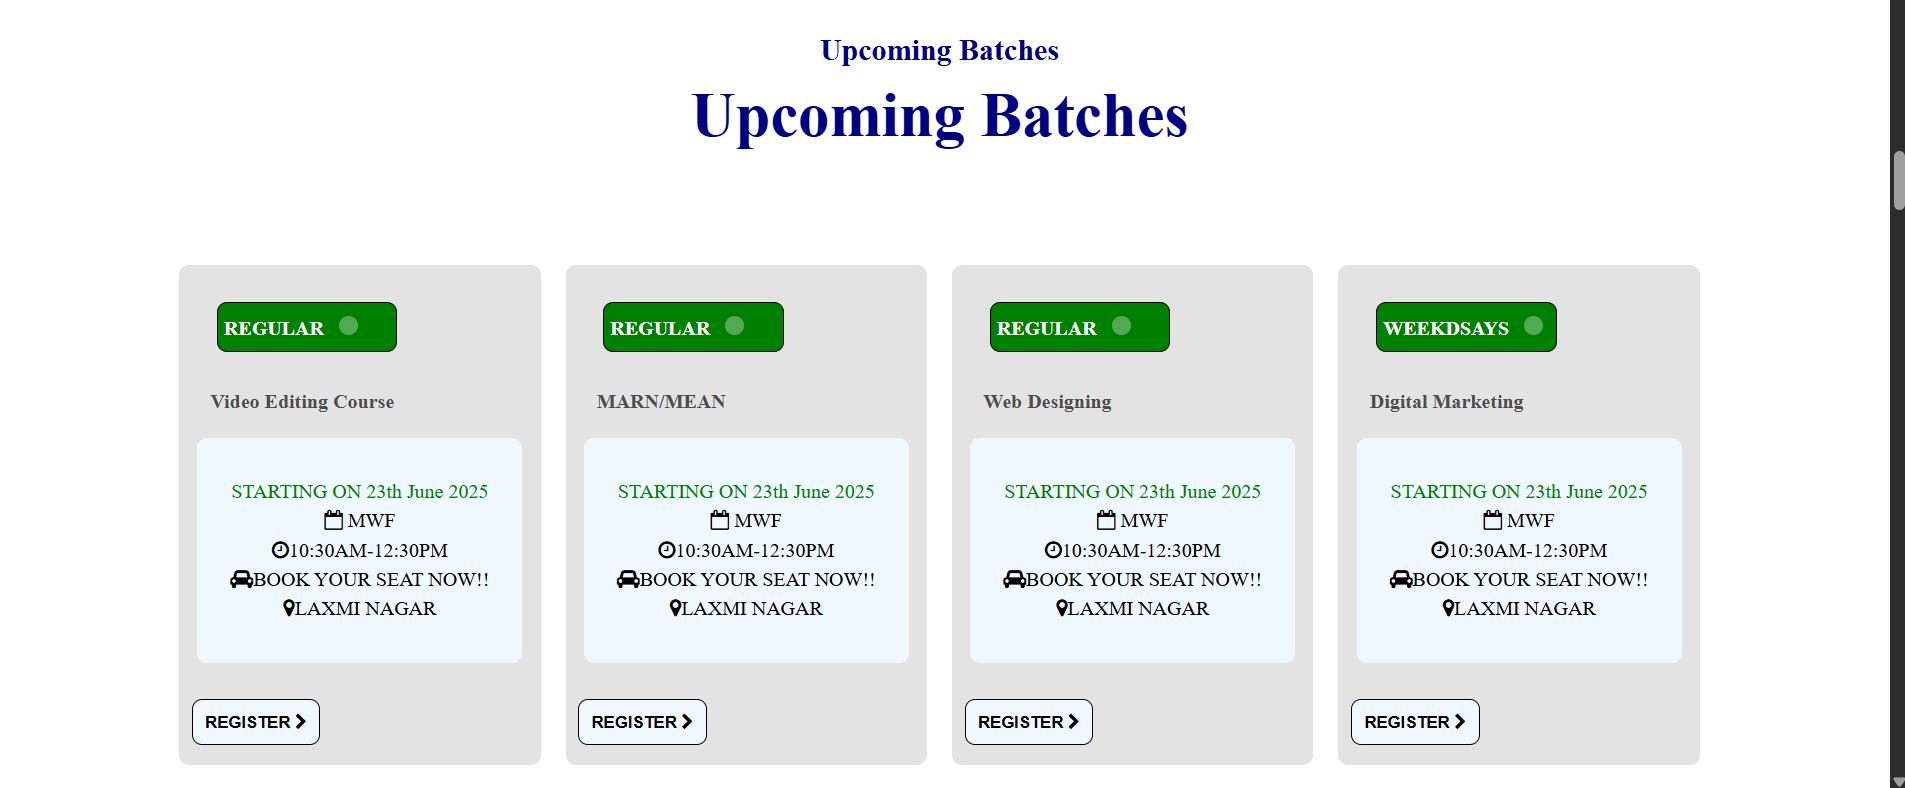 Upcoming Batches
Upcoming Batches
REGULAR
Video Editing Course
STARTING ON 23th June 2025
MWF
10:30AM-12:30PM
BOOK YOUR SEAT NOW!!
LAXMI NAGAR
REGISTER
REGULAR
MARN/MEAN
STARTING ON 23th June 2025
MWF
10:30AM-12:30PM
BOOK YOUR SEAT NOW!!
LAXMI NAGAR
REGISTER
REGULAR
Web Designing
STARTING ON 23th June 2025
MWF
10:30AM-12:30PM
BOOK YOUR SEAT NOW!!
LAXMI NAGAR
REGISTER
WEEKDSAYS
Digital Marketing
STARTING ON 23th June 2025
MWF
10:30AM-12:30PM
BOOK YOUR SEAT NOW!!
LAXMI NAGAR
REGISTER